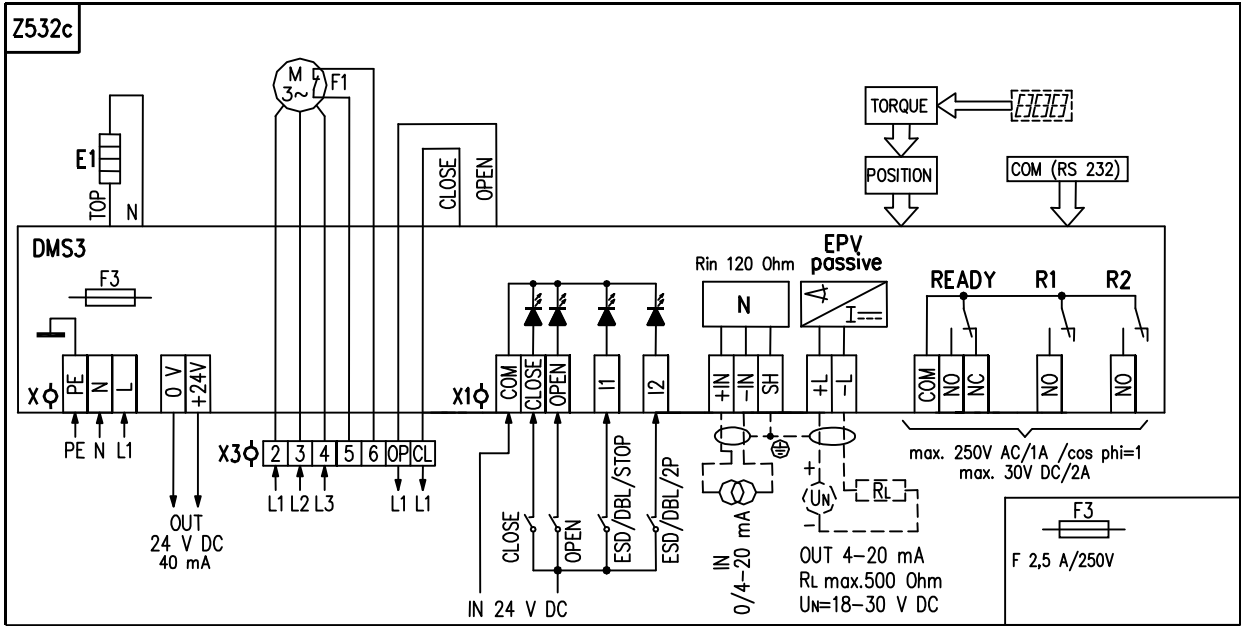 Z532c
M
3~
F1
E1
TOP
N
CLOSE
OPEN
TORQUE
POSITION
COM (RS 232)
DMS3
F3
Rin 120 Ohm
N
EPV
passive
I
READY
R1
R2
X
PE
N
L
0 V
+24V
X1
COM
CLOSE
OPEN
I1
I2
+IN
-IN
SH
+L
-L
COM
NO
NC
NO
NO
PE N L1
X3
2
3
4
5
6
OP
CL
L1 L2 L3
L1 L1
OUT
24 V DC
40 mA
CLOSE
OPEN
ESD/DBL/STOP
ESD/DBL/2P
IN 24 V DC
IN
0/4-20 mA
+
UN
-
RL
OUT 4-20 mA
RL max.500 Ohm
UN=18-30 V DC
max. 250V AC/1A /cos phi=1
max. 30V DC/2A
F3
F 2,5 A/250V